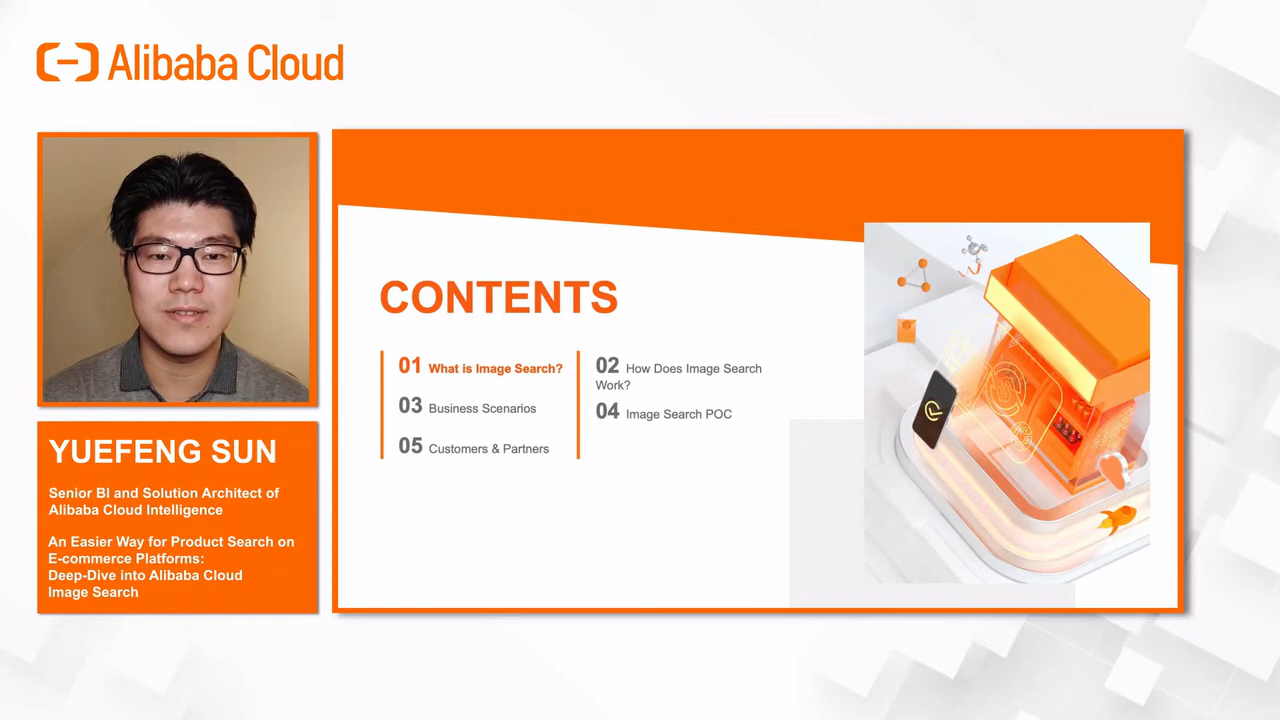 Alibaba Cloud
YUEFENG SUN
Senior BI and Solution Architect of
Alibaba Cloud Intelligence
An Easier Way for Product Search on
E-commerce Platforms:
Deep-Dive into Alibaba Cloud
Image Search
CONTENTS
01 What is Image Search?
02 How Does Image Search
Work?
03 Business Scenarios
04 Image Search POC
05 Customers & Partners